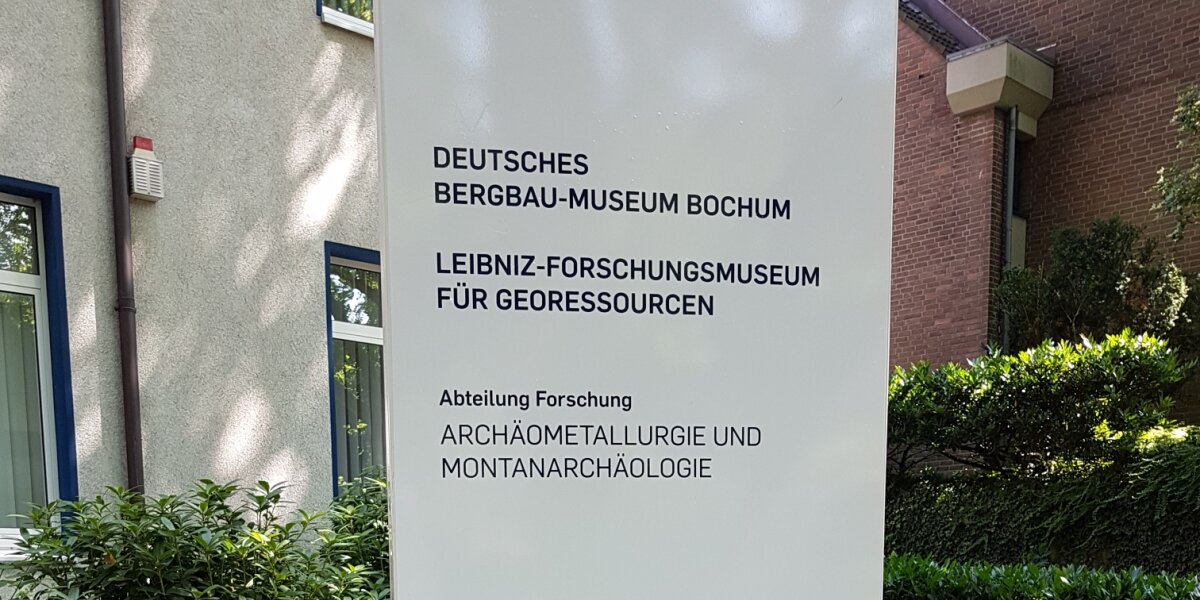 DEUTSCHES
BERGBAU-MUSEUM BOCHUM
LEIBNIZ-FORSCHUNGSMUSEUM
FÜR GEORESSOURCEN
Abteilung Forschung
ARCHÄOMETALLURGIE UND
MONTANARCHÄOLOGIE